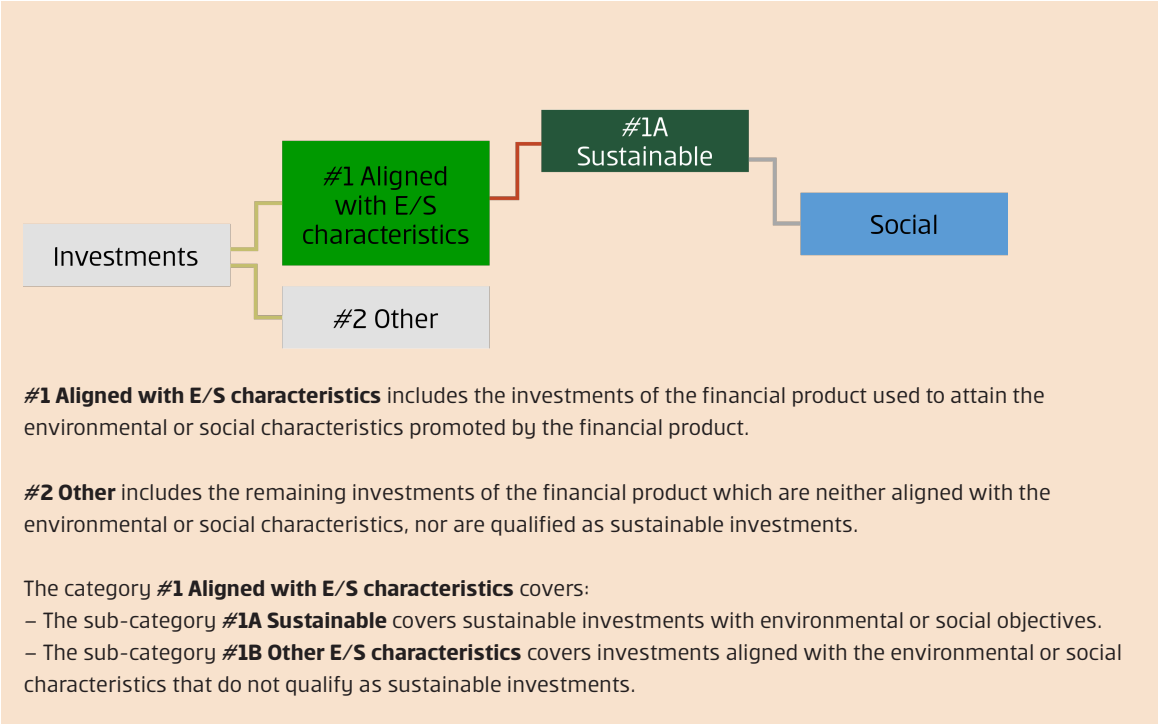 #1A
Sustainable
#1 Aligned
with E/S
characteristics
Social
Investments
#2 Other
#1 Aligned with E/S characteristics includes the investments of the financial product used to attain the
environmental or social characteristics promoted by the financial product.
#2 Other includes the remaining investments of the financial product which are neither aligned with the
environmental or social characteristics, nor are qualified as sustainable investments.
The category #1 Aligned with E/S characteristics covers:
– The sub-category #1A Sustainable covers sustainable investments with environmental or social objectives.
– The sub-category #1B Other E/S characteristics covers investments aligned with the environmental or social
characteristics that do not qualify as sustainable investments.